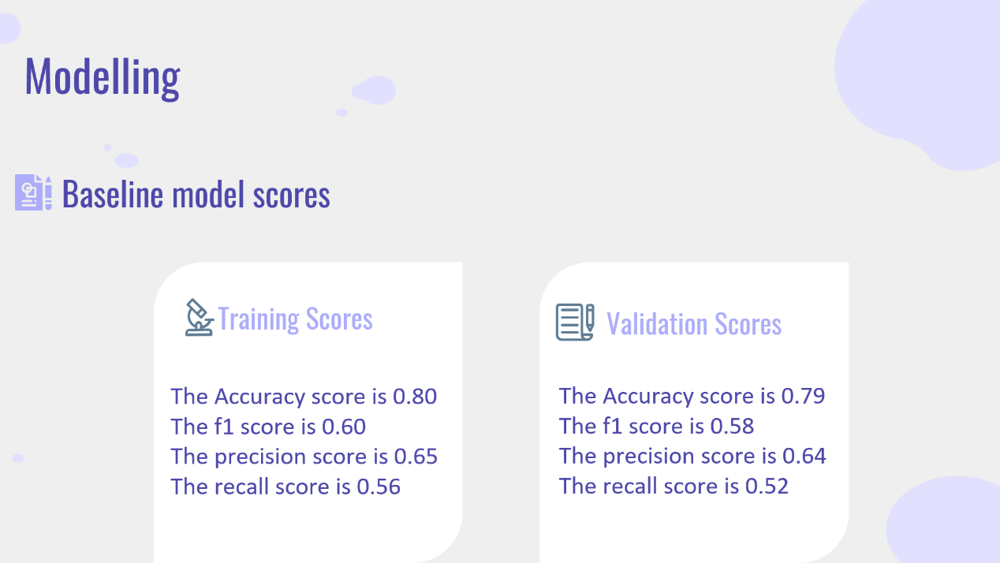 Modelling
Baseline model scores
Training Scores
The Accuracy score is 0.80
The f1 score is 0.60
The precision score is 0.65
The recall score is 0.56
Validation Scores
The Accuracy score is 0.79
The f1 score is 0.58
The precision score is 0.64
The recall score is 0.52